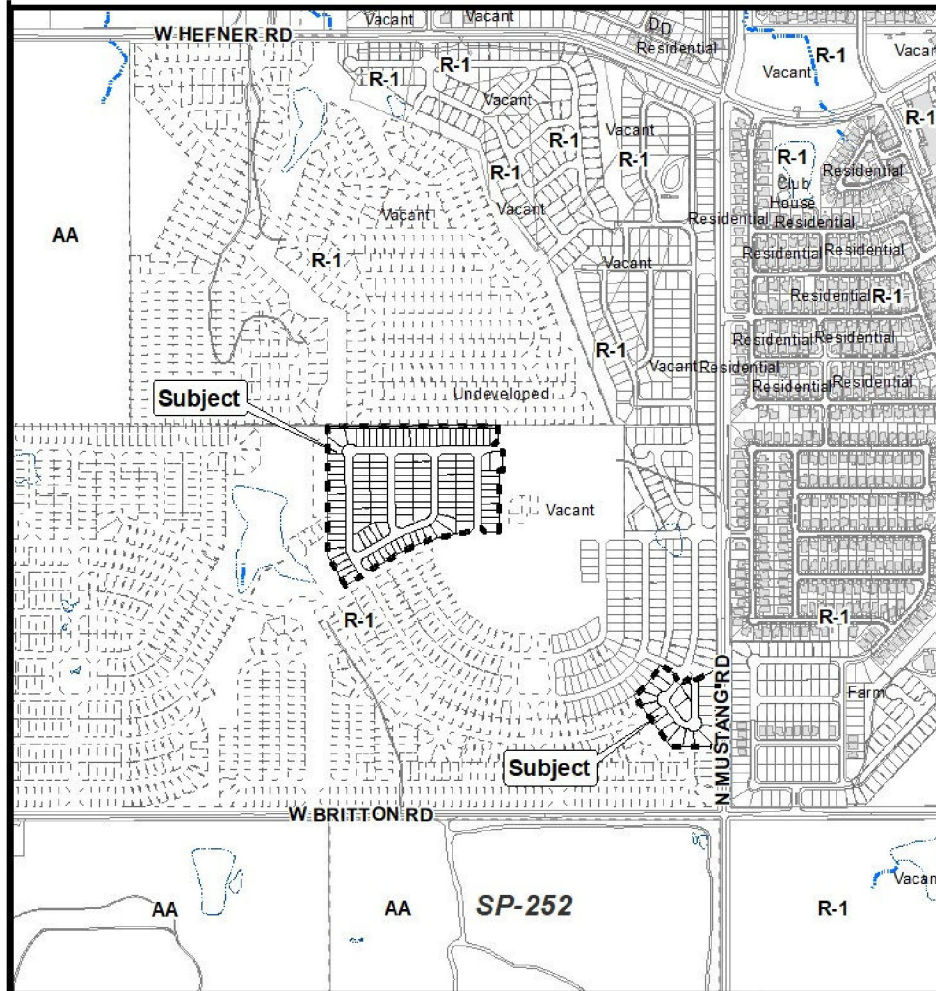 Vacant
Vacant
W HEFNER RD
DD
Residential
R-1
Vacant
R-1
R-1
Vacant
R-1
Vacant
Vacant
R-1
R-1
R-1
R-1
Club
House
Residential
Vacant
Vacant
Residential
Residential
AA
R-1
Vacant
Residential
Residential
Residential
R-1
R-1
Residential
Residential
Vacant
Residential
Residential
Residential
Undeveloped
Subject
Vacant
R-1
R-1
Farm
N MUSTANG RD
Subject
W BRITTON RD
AA
AA
SP-252
R-1
Vacan